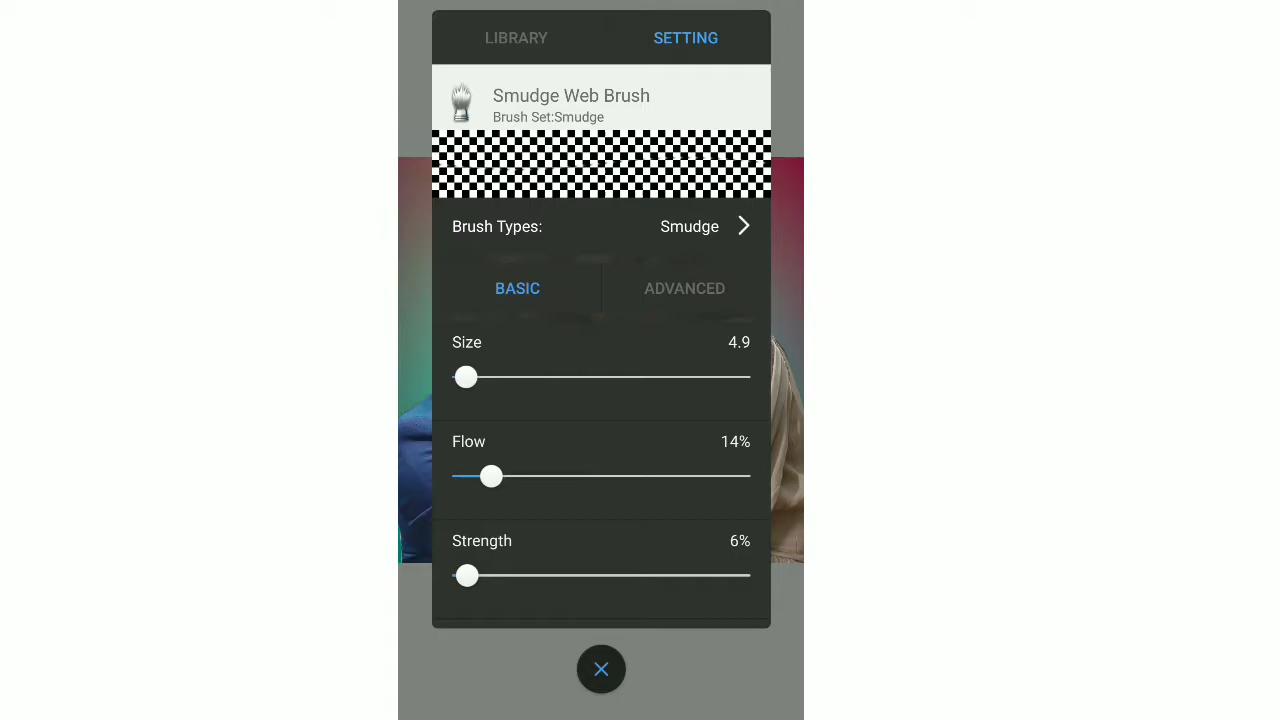 LIBRARY SETTING
Smudge Web Brush
Brush Set:Smudge
Brush Types: Smudge
BASIC ADVANCED
Size 4.9
Flow 14%
Strength 6%